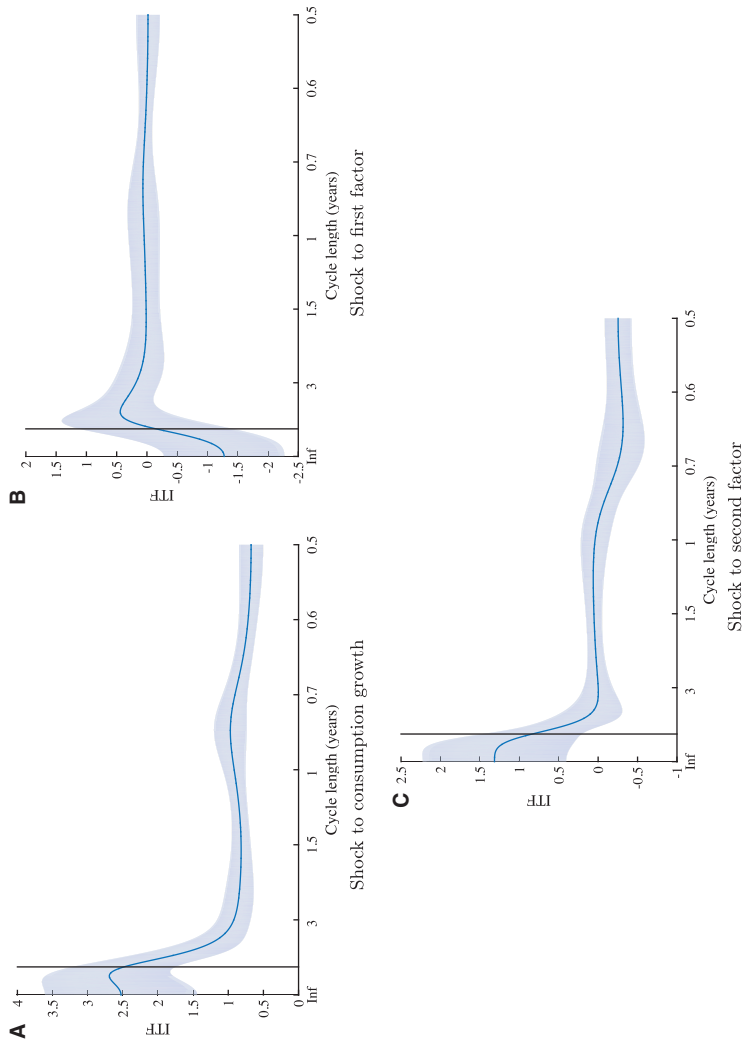 A
ITF
4
3.5
3
2.5
2
1.5
1
0.5
0
Inf 3 1.5 1 0.7 0.6 0.5
Cycle length (years)
Shock to consumption growth
B
ITF
2
1.5
1
0.5
0
-0.5
-1
-1.5
-2
-2.5
Inf 3 1.5 1 0.7 0.6 0.5
Cycle length (years)
Shock to first factor
C
ITF
2.5
2
1.5
1
0.5
0
-0.5
-1
Inf 3 1.5 1 0.7 0.6 0.5
Cycle length (years)
Shock to second factor